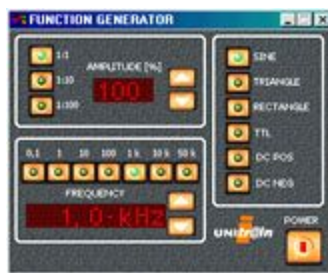 FUNCTION GENERATOR
1:1
1:10
1:100
AMPLITUDE [%]
100
0,1 1 10 100 1 k 10 k 50 k
FREQUENCY
1,0-kHz
SINE
TRIANGLE
RECTANGLE
TTL
DC POS
DC NEG
UNITrain
POWER